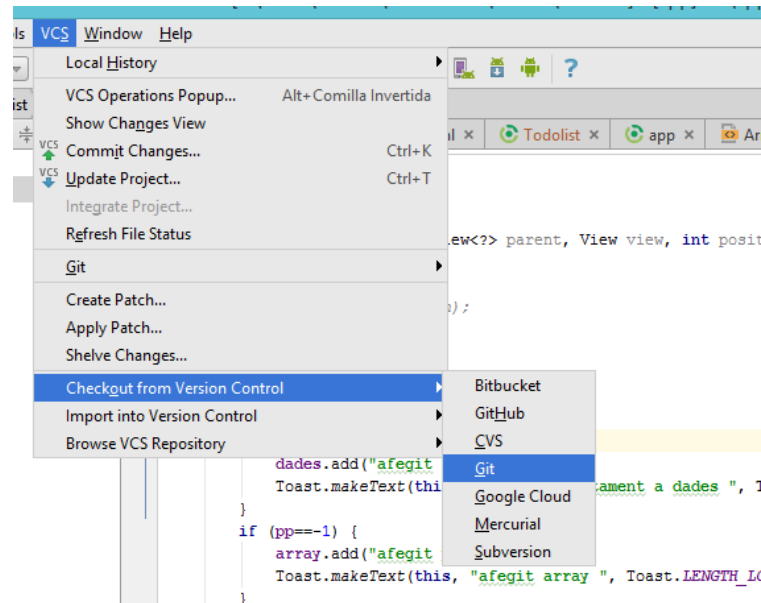 VCS Window Help
Local History
VCS Operations Popup... Alt+Comilla Invertida
Show Changes View
Commit Changes... Ctrl+K
Update Project... Ctrl+T
Integrate Project...
Refresh File Status
Git
Create Patch...
Apply Patch...
Shelve Changes...
Checkout from Version Control
Import into Version Control
Browse VCS Repository
Bitbucket
GitHub
CVS
Git
Google Cloud
Mercurial
Subversion
ls
ist
VCS
VCS
?
Todolist × app × Ar
ew<?> parent, View view, int posit
);
dades.add("afegit
Toast.makeText(thi tament a dades ", T
}
if (pp==-1) {
array.add("afegit
Toast.makeText(this, "afegit array ", Toast.LENGTH_LO
}